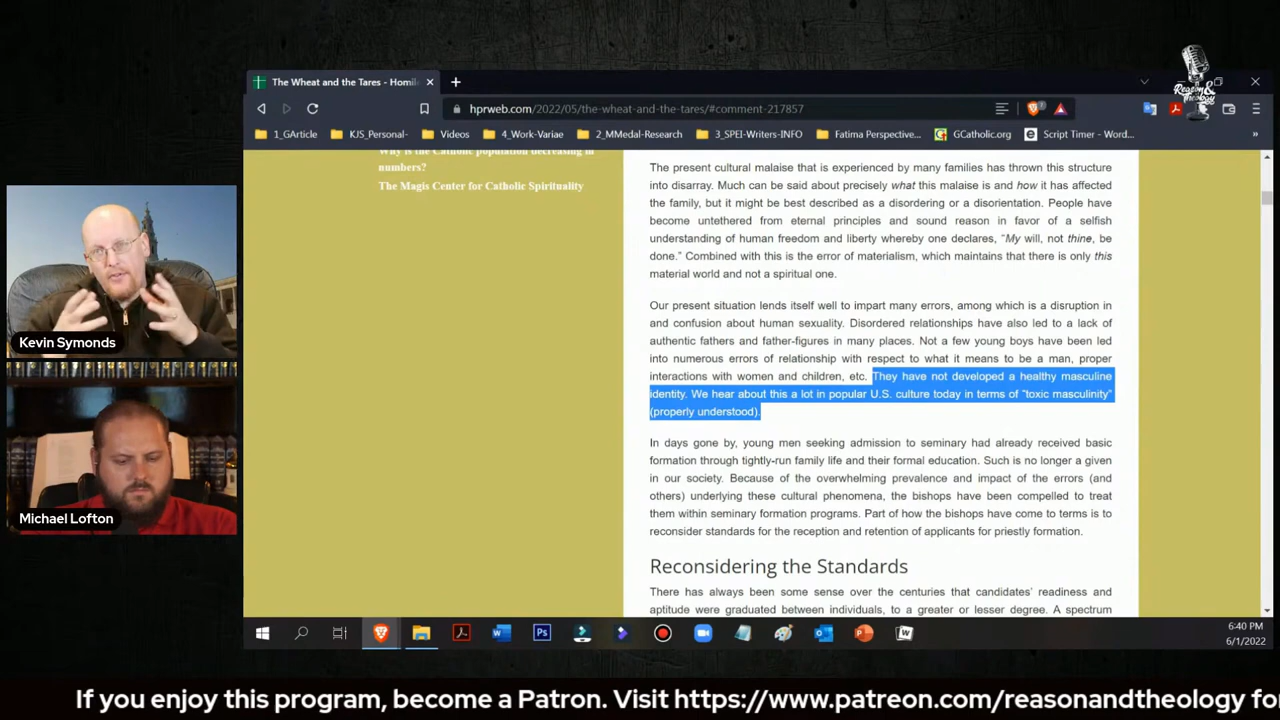 Reason &
Theology
The Wheat and the Tares - Homil
hprweb.com/2022/05/the-wheat-and-the-tares/#comment-217857
1_GArticle
KJS_Personal-
Videos
4_Work-Variae
2_MMedal-Research
3_SPEI-Writers-INFO
Fatima Perspective...
GCatholic.org
Script Timer - Word...
Why is the Catholic population decreasing in
numbers?
The Magis Center for Catholic Spirituality
The present cultural malaise that is experienced by many families has thrown this structure
into disarray. Much can be said about precisely what this malaise is and how it has affected
the family, but it might be best described as a disordering or a disorientation. People have
become untethered from eternal principles and sound reason in favor of a selfish
understanding of human freedom and liberty whereby one declares, “My will, not thine, be
done.” Combined with this is the error of materialism, which maintains that there is only this
material world and not a spiritual one.
Our present situation lends itself well to impart many errors, among which is a disruption in
and confusion about human sexuality. Disordered relationships have also led to a lack of
authentic fathers and father-figures in many places. Not a few young boys have been led
into numerous errors of relationship with respect to what it means to be a man, proper
interactions with women and children, etc. They have not developed a healthy masculine
identity. We hear about this a lot in popular U.S. culture today in terms of “toxic masculinity”
(properly understood).
In days gone by, young men seeking admission to seminary had already received basic
formation through tightly-run family life and their formal education. Such is no longer a given
in our society. Because of the overwhelming prevalence and impact of the errors (and
others) underlying these cultural phenomena, the bishops have been compelled to treat
them within seminary formation programs. Part of how the bishops have come to terms is to
reconsider standards for the reception and retention of applicants for priestly formation.
Reconsidering the Standards
There has always been some sense over the centuries that candidates’ readiness and
aptitude were graduated between individuals, to a greater or lesser degree. A spectrum
Kevin Symonds
Michael Lofton
6:40 PM
6/1/2022
If you enjoy this program, become a Patron. Visit https://www.patreon.com/reasonandtheology fo